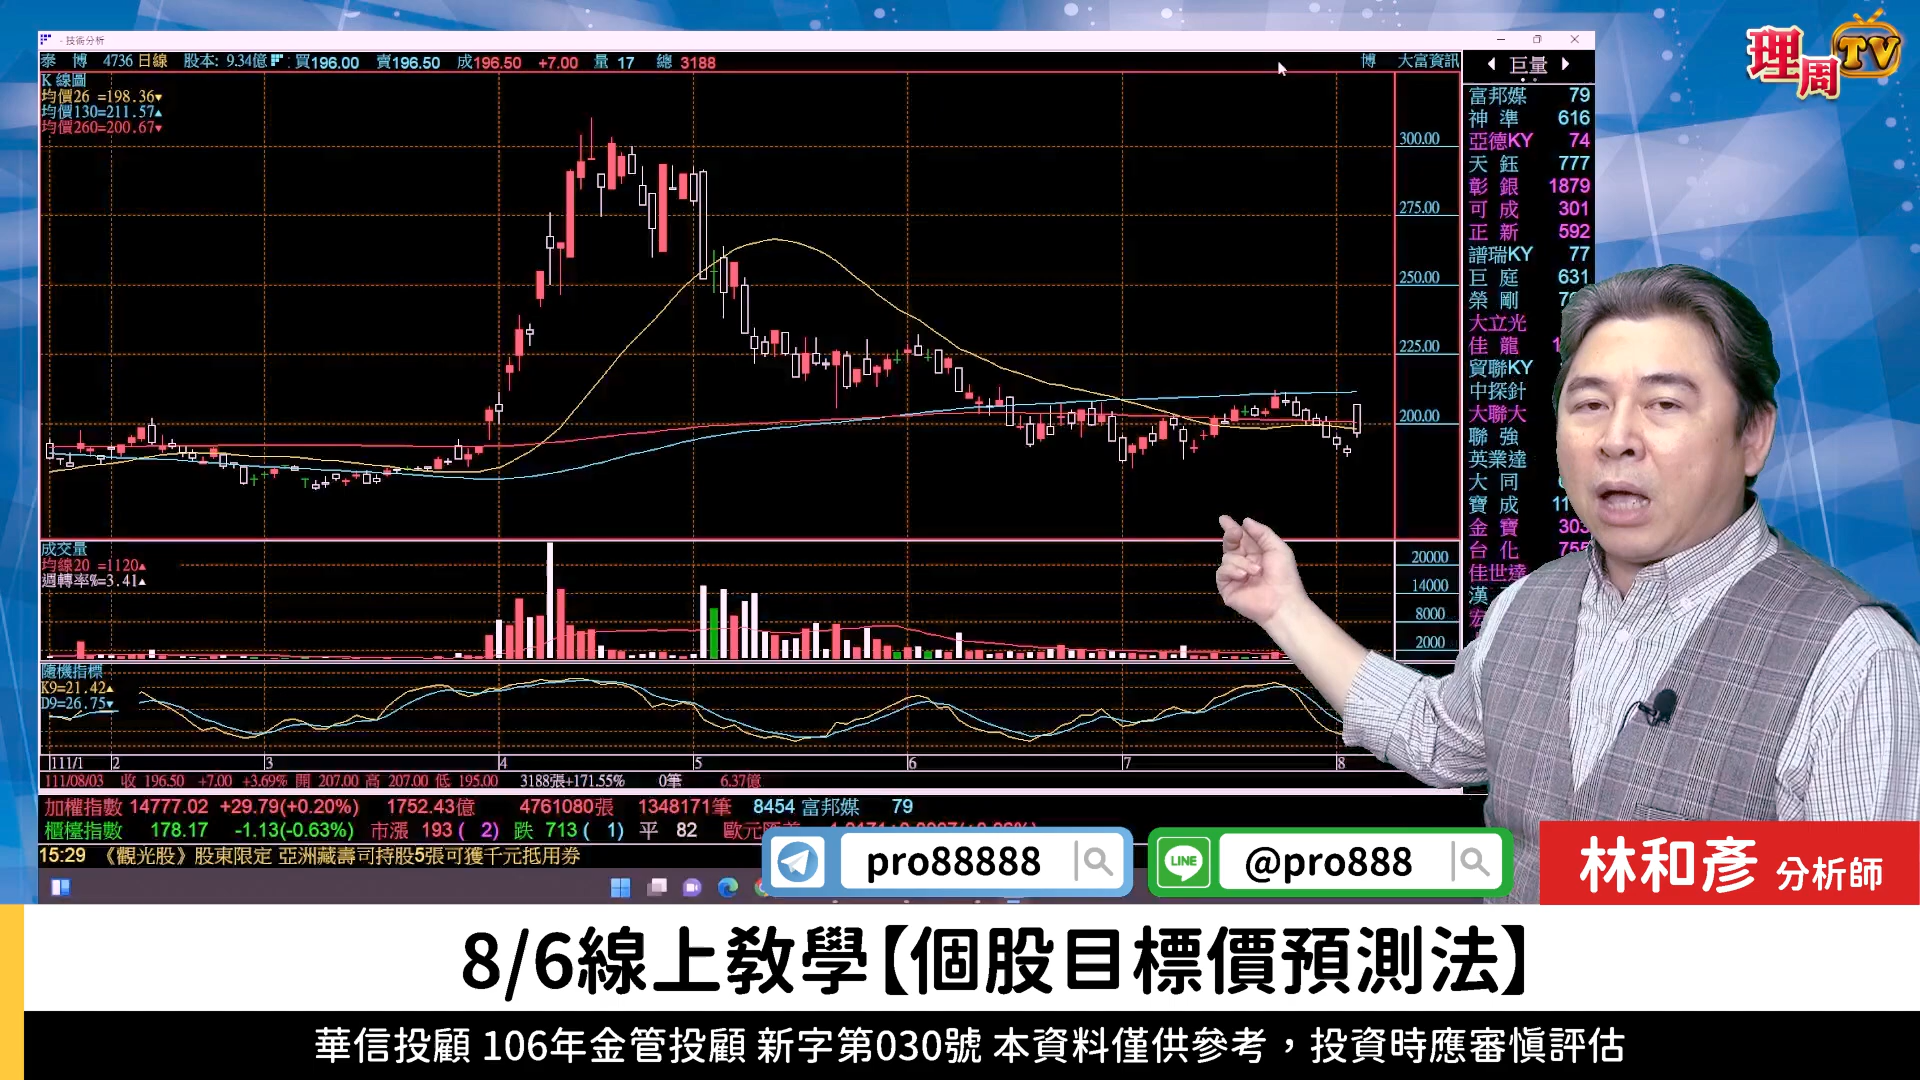 技術分析
理周TV
泰 博 4736 日線 股本: 9.34億 買196.00 賣196.50 成196.50 +7.00 量 17 總 3188 博 大富資訊
巨量
K 線圖
均價26 =198.36▾
均價130=211.57▴
均價260=200.67▾
300.00
275.00
250.00
225.00
200.00
富邦媒 79
神 準 616
亞德KY 74
天 鈺 777
彰 銀 1879
可 成 301
正 新 592
譜瑞KY 77
巨 庭 631
榮 剛
大立光
佳 龍
貿聯KY
中探針
大聯大
聯 強
英業達
大 同
寶 成
金 寶 303
台 化 755
佳世達
漢
宏
成交量
均線20 =1120▴
週轉率%=3.41▴
20000
14000
8000
2000
隨機指標
K9=21.42▴
D9=26.75▾
111/1 2 3 4 5 6 7 8
111/08/03 收 196.50 +7.00 +3.69% 開 207.00 高 207.00 低 195.00 3188張+171.55% 0筆 6.37億
加權指數 14777.02 +29.79(+0.20%) 1752.43億 4761080張 1348171筆 8454 富邦媒 79
櫃檯指數 178.17 -1.13(-0.63%) 市漲 193 ( 2) 跌 713 ( 1) 平 82
15:29 《觀光股》股東限定 亞洲藏壽司持股5張可獲千元抵用券
pro88888
LINE @pro888
林和彥 分析師
8/6線上教學【個股目標價預測法】
華信投顧 106年金管投顧 新字第030號 本資料僅供參考，投資時應審慎評估